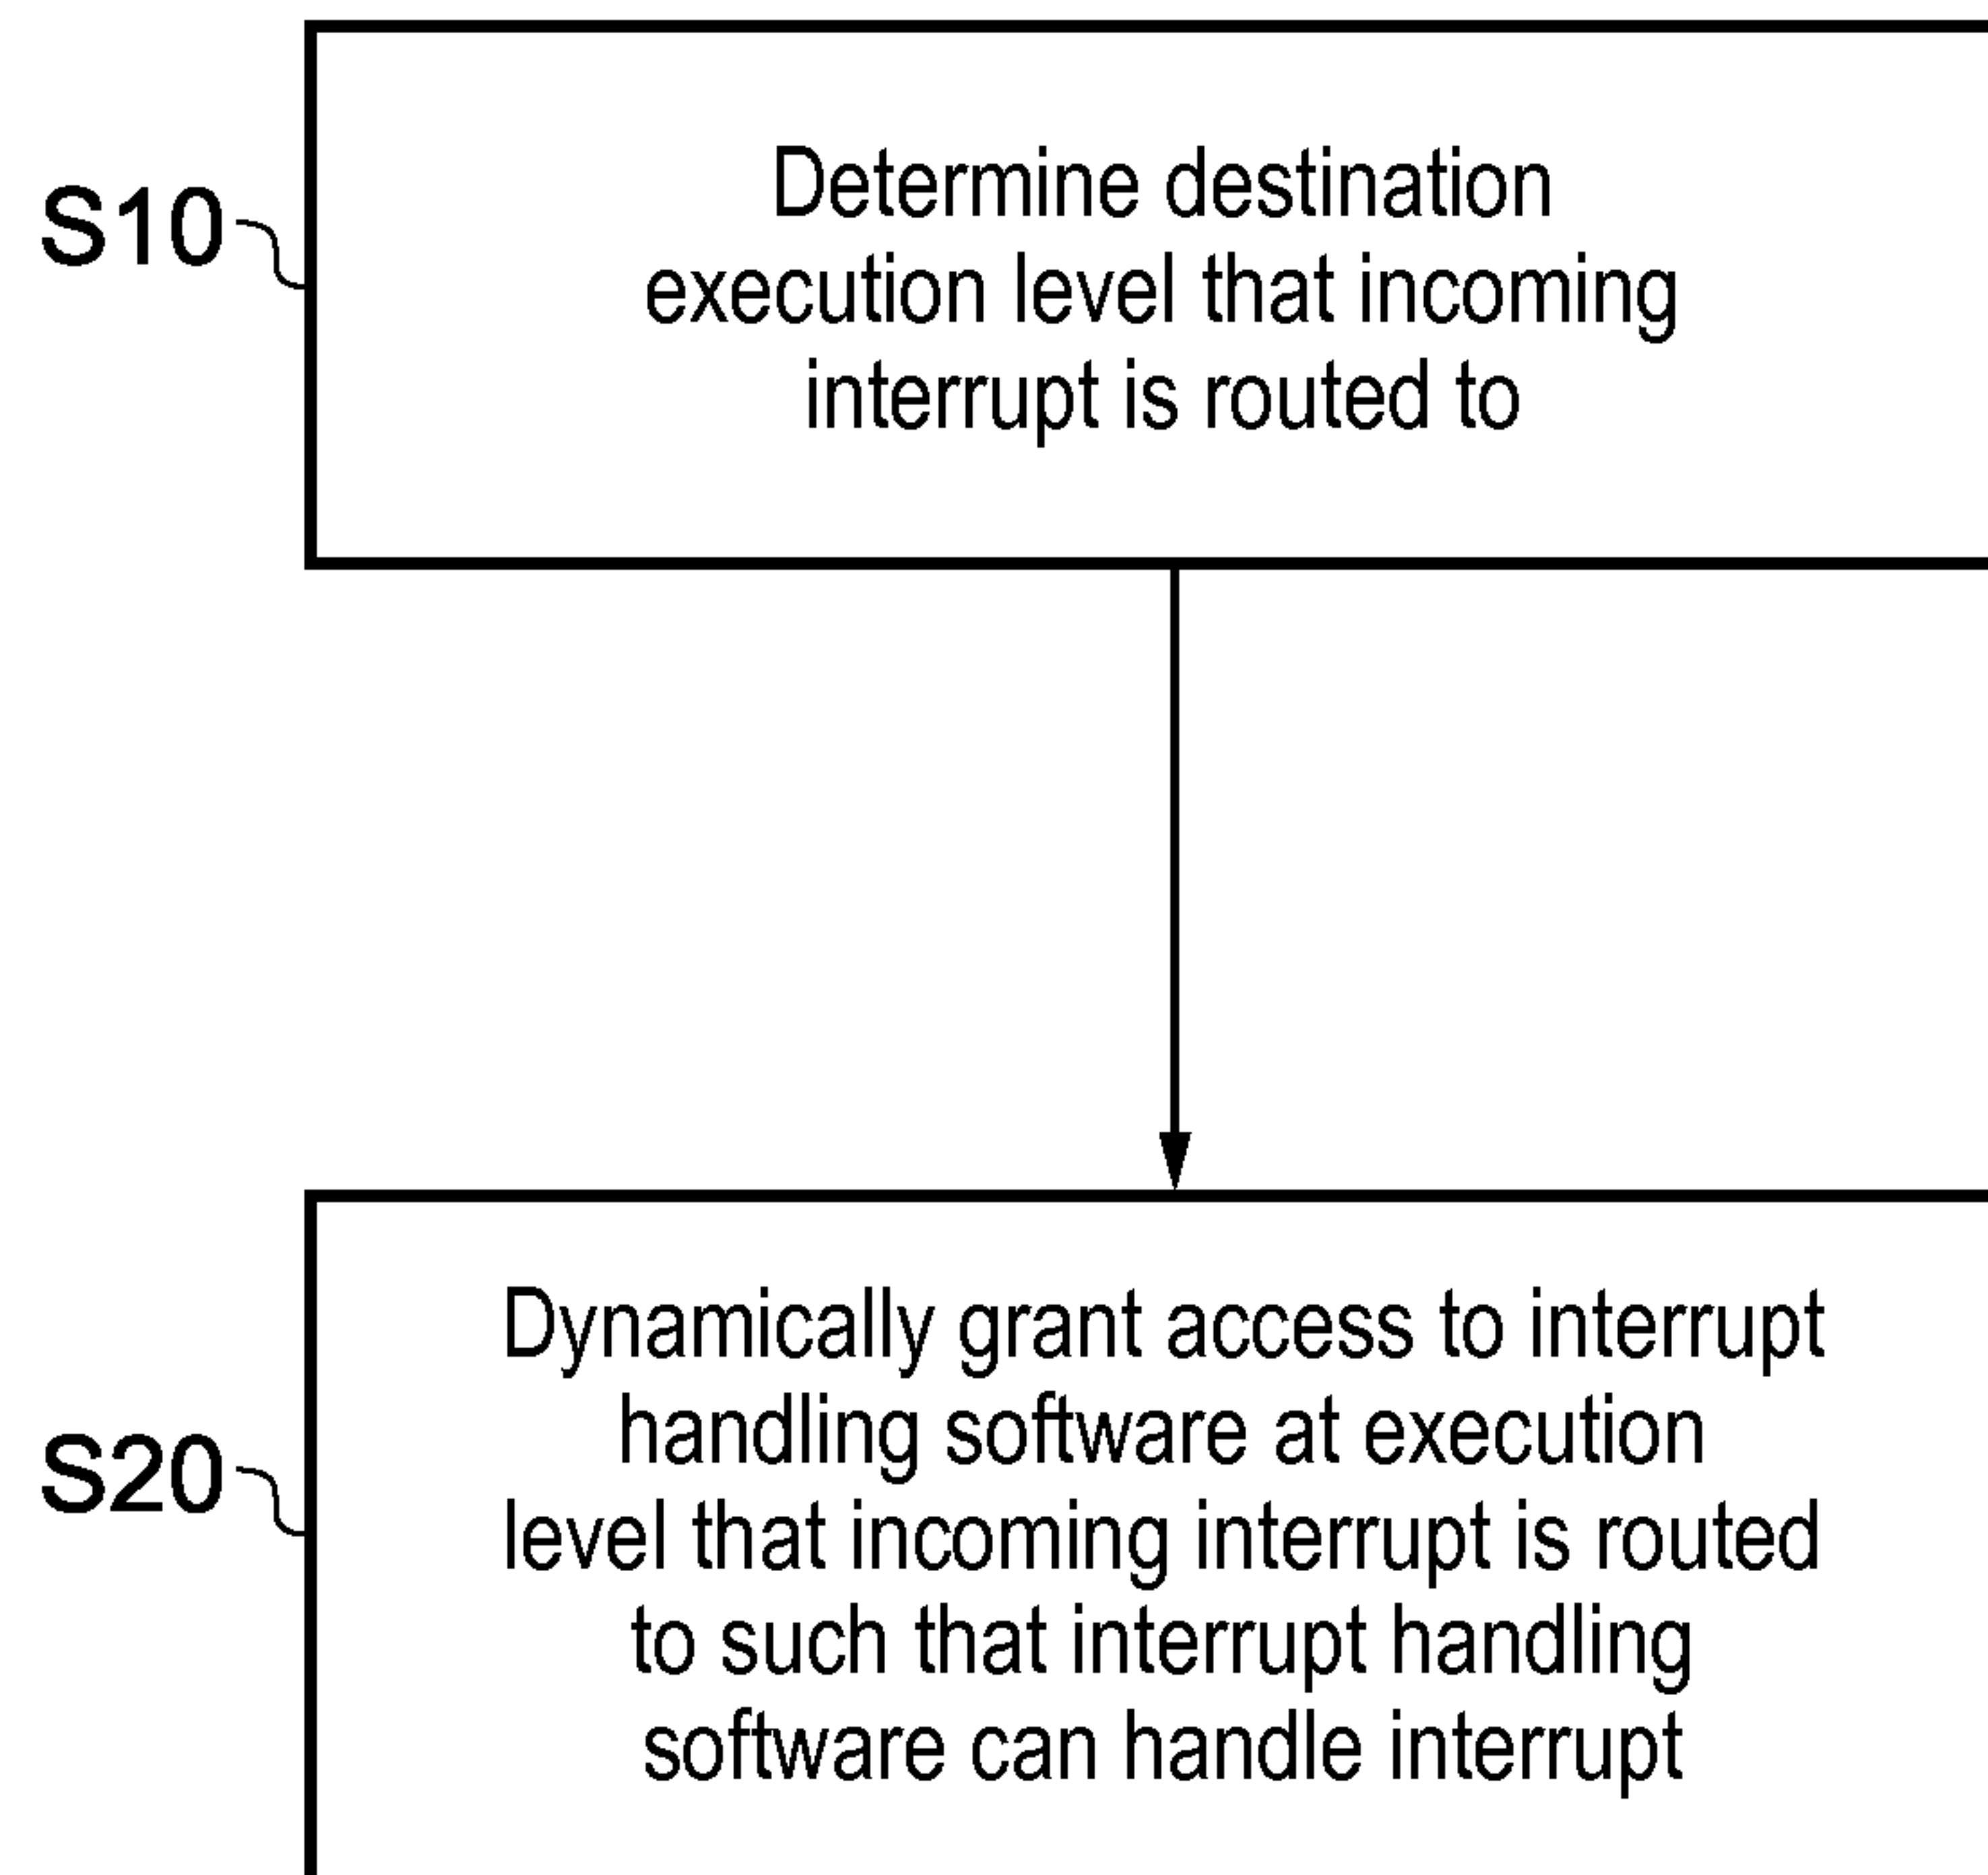 S10
Determine destination
execution level that incoming
interrupt is routed to
S20
Dynamically grant access to interrupt
handling software at execution
level that incoming interrupt is routed
to such that interrupt handling
software can handle interrupt